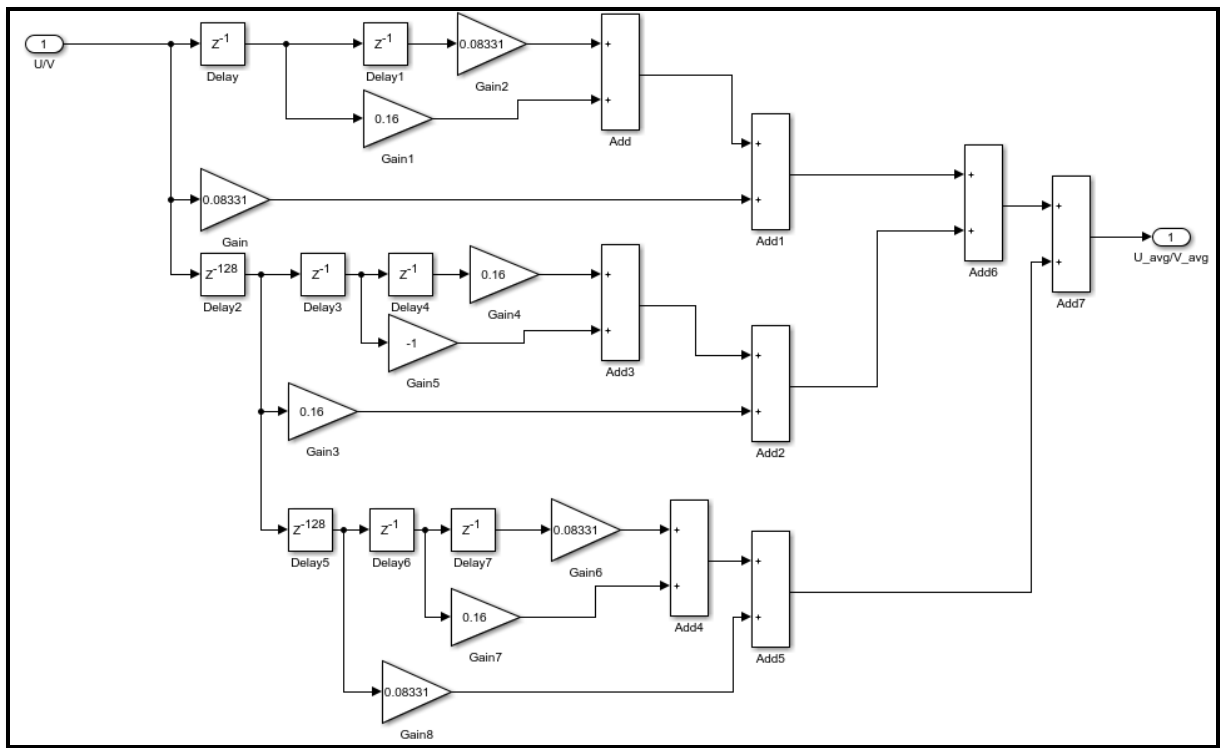 1
U/V
z-1
Delay
z-1
Delay1
0.08331
Gain2
0.16
Gain1
+
+
Add
0.08331
Gain
+
+
Add1
z-128
Delay2
z-1
Delay3
z-1
Delay4
0.16
Gain4
-1
Gain5
+
+
Add3
0.16
Gain3
+
+
Add2
+
+
Add6
+
+
Add7
1
U_avg/V_avg
z-128
Delay5
z-1
Delay6
z-1
Delay7
0.08331
Gain6
0.16
Gain7
+
+
Add4
0.08331
Gain8
+
+
Add5